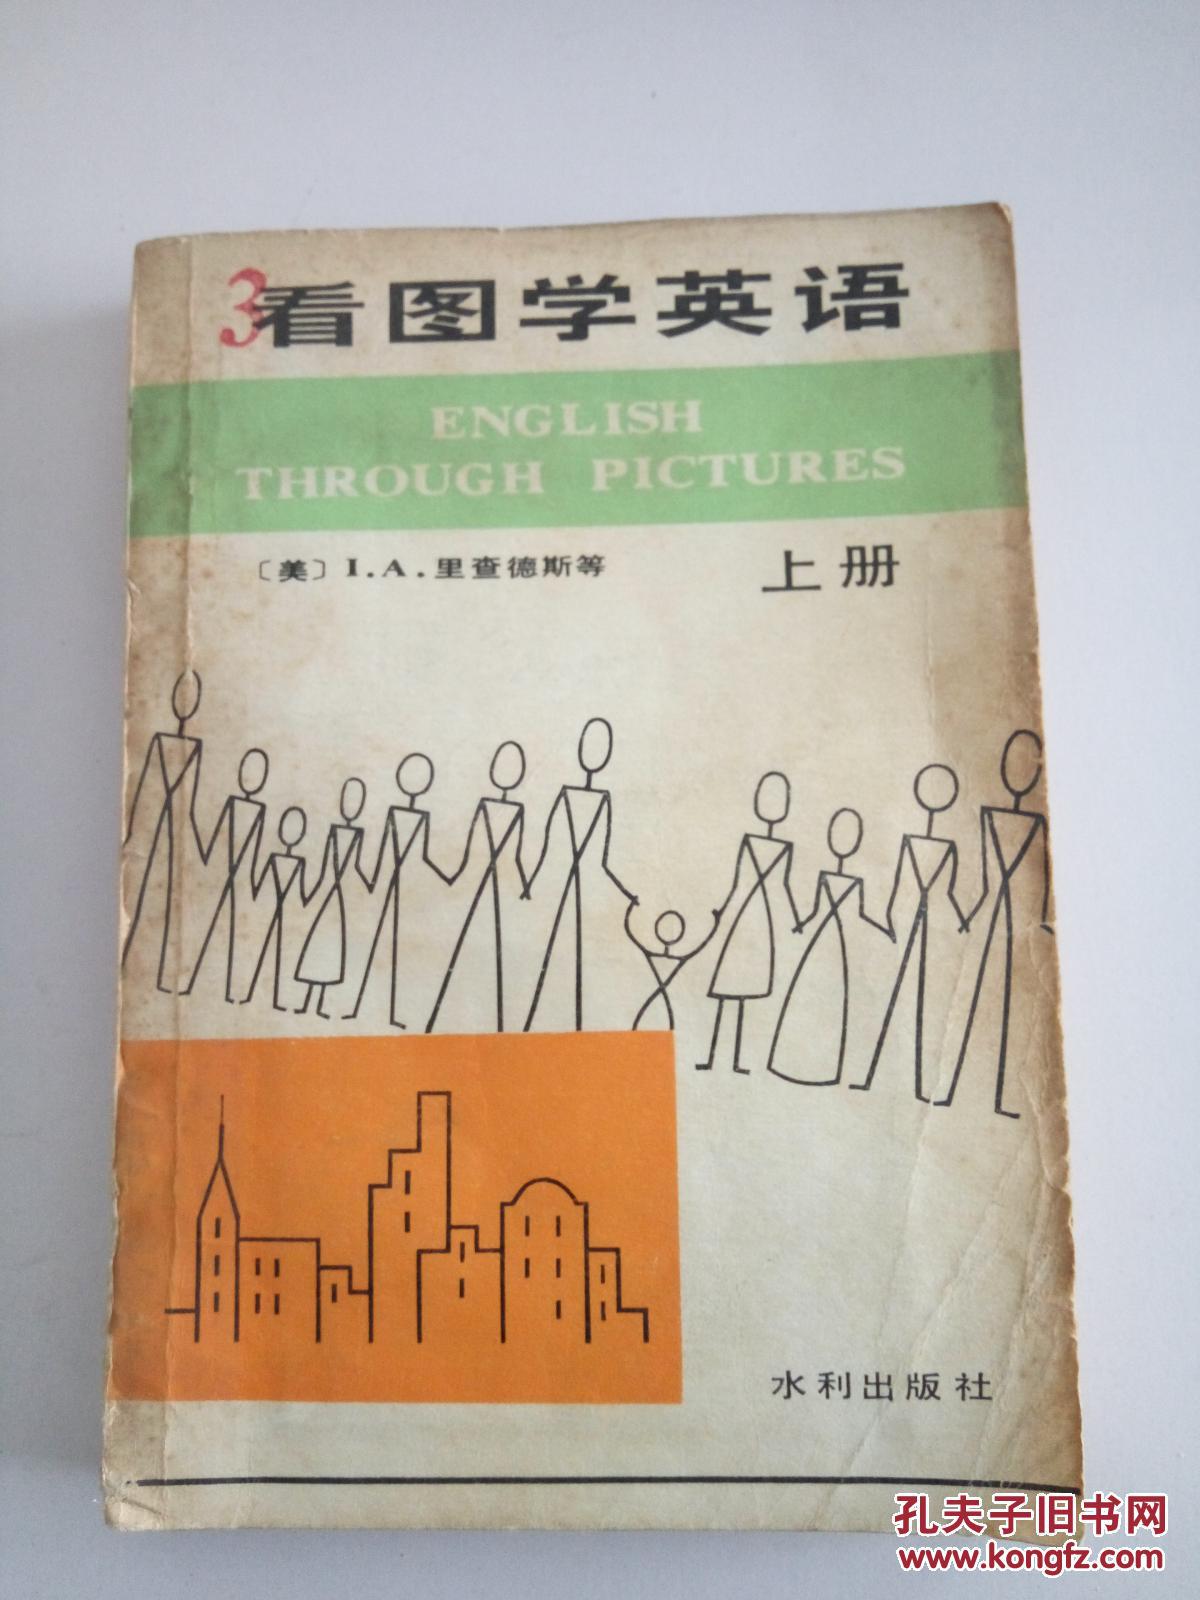 3看图学英语
ENGLISH
THROUGH PICTURES
〔美〕I.A.里查德斯等 上册
水利出版社
孔夫子旧书网
www.kongfz.com